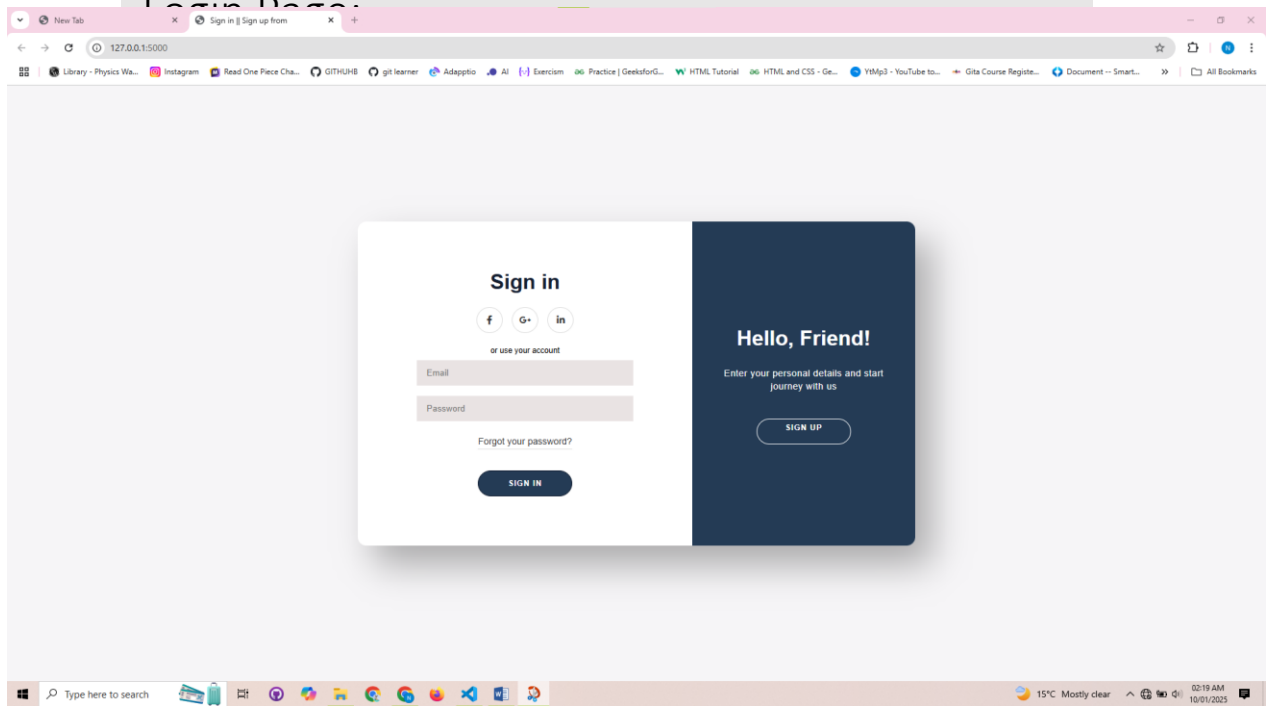 Login Page:
New Tab
Sign in || Sign up from
127.0.0.1:5000
Library - Physics Wa...
Instagram
Read One Piece Cha...
GITHUHB
git learner
Adapptio
AI
Exercism
Practice | GeeksforG...
HTML Tutorial
HTML and CSS - Ge...
YtMp3 - YouTube to...
Gita Course Registe...
Document -- Smart...
All Bookmarks
Sign in
f
G+
in
or use your account
Email
Password
Forgot your password?
SIGN IN
Hello, Friend!
Enter your personal details and start
journey with us
SIGN UP
Type here to search
15°C Mostly clear
02:19 AM
10/01/2025